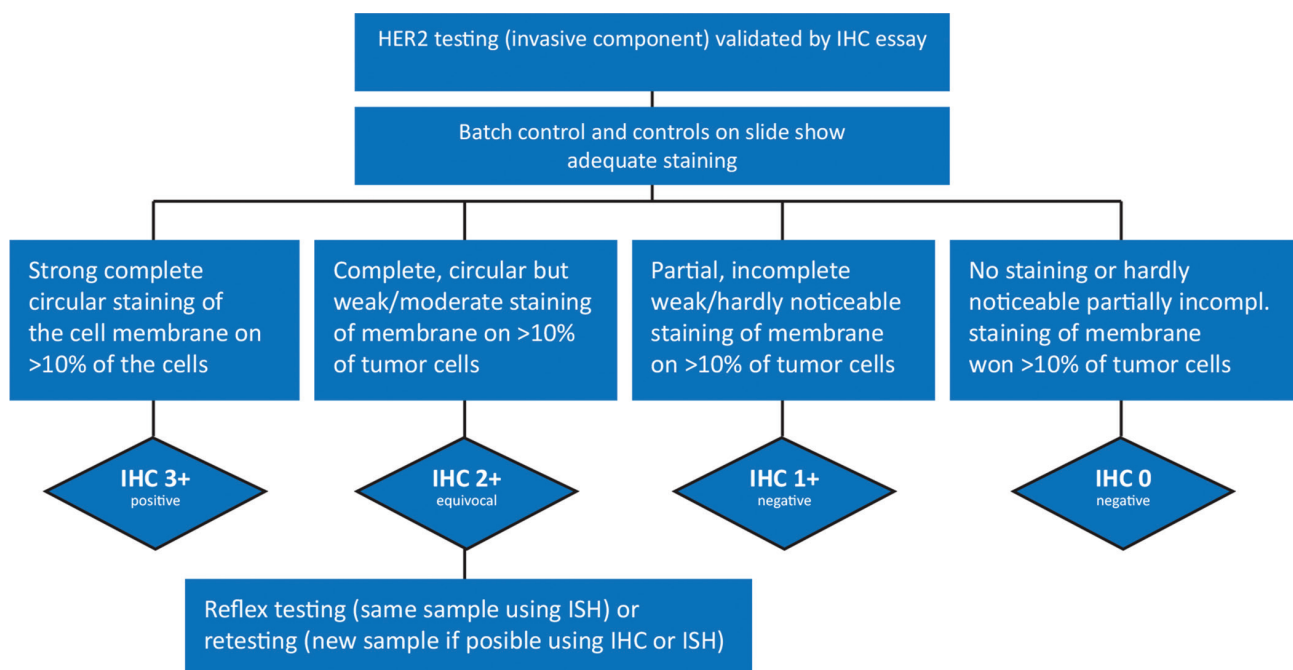 HER2 testing (invasive component) validated by IHC essay
Batch control and controls on slide show
adequate staining
Strong complete
circular staining of
the cell membrane on
>10% of the cells
Complete, circular but
weak/moderate staining
of membrane on >10%
of tumor cells
Partial, incomplete
weak/hardly noticeable
staining of membrane
on >10% of tumor cells
No staining or hardly
noticeable partially incompl.
staining of membrane
won >10% of tumor cells
IHC 3+
positive
IHC 2+
equivocal
IHC 1+
negative
IHC 0
negative
Reflex testing (same sample using ISH) or
retesting (new sample if posible using IHC or ISH)